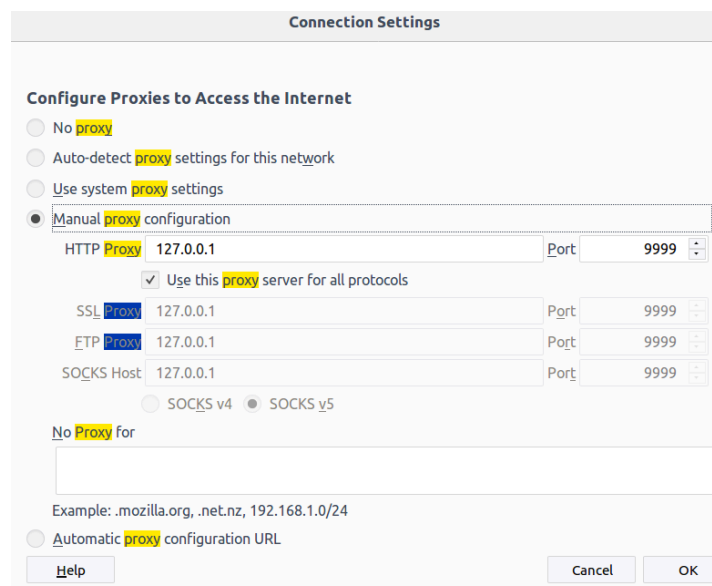 Connection Settings
Configure Proxies to Access the Internet
No proxy
Auto-detect proxy settings for this network
Use system proxy settings
Manual proxy configuration
HTTP Proxy 127.0.0.1 Port 9999
Use this proxy server for all protocols
SSL Proxy 127.0.0.1 Port 9999
FTP Proxy 127.0.0.1 Port 9999
SOCKS Host 127.0.0.1 Port 9999
SOCKS v4 SOCKS v5
No Proxy for
Example: .mozilla.org, .net.nz, 192.168.1.0/24
Automatic proxy configuration URL
Help Cancel OK